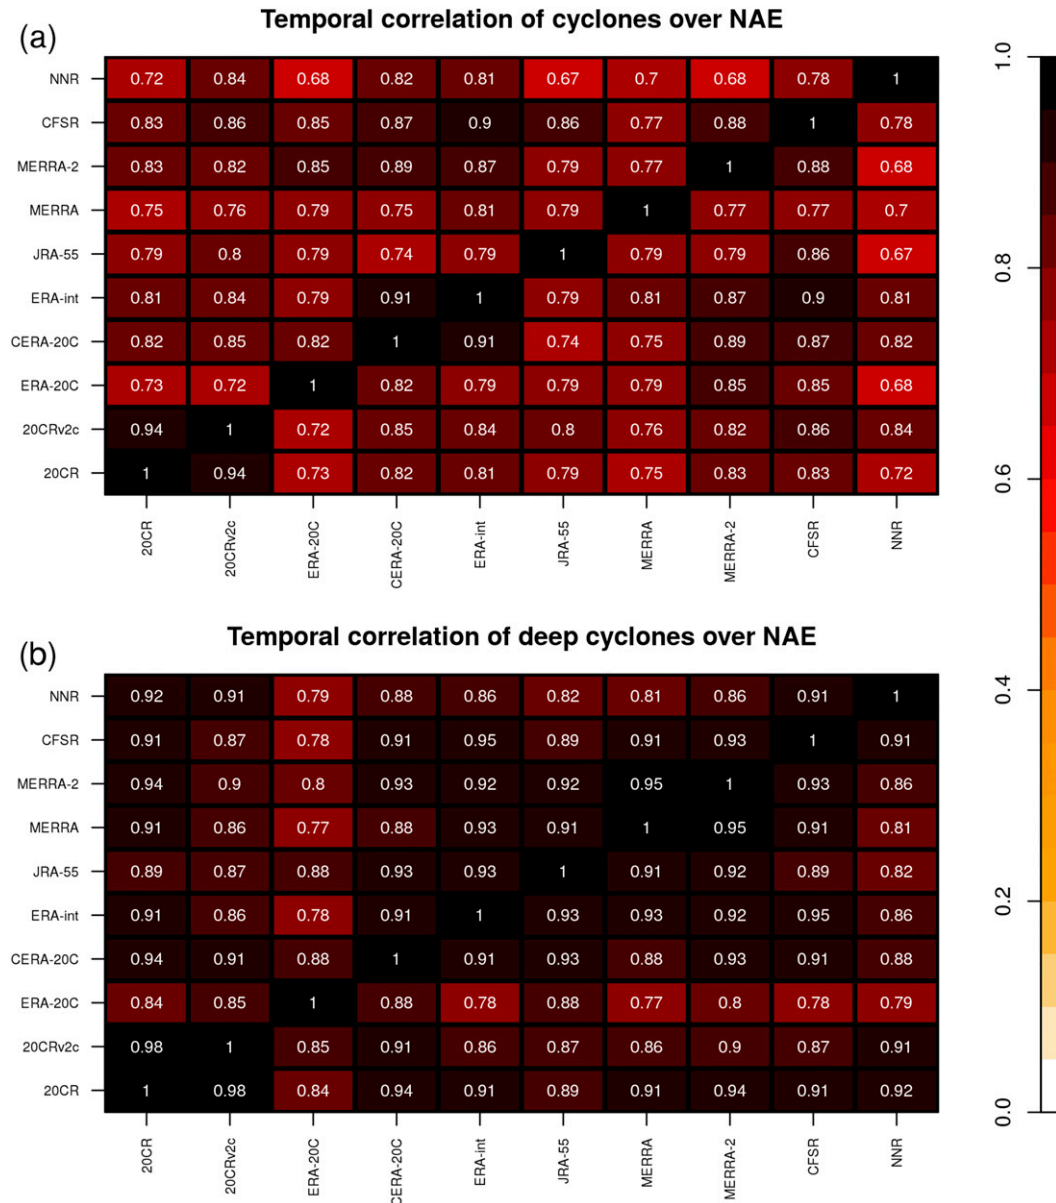 Temporal correlation of cyclones over NAE
(a)
NNR 0.72 0.84 0.68 0.82 0.81 0.67 0.7 0.68 0.78 1
CFSR 0.83 0.86 0.85 0.87 0.9 0.86 0.77 0.88 1 0.78
MERRA-2 0.83 0.82 0.85 0.89 0.87 0.79 0.77 1 0.88 0.68
MERRA 0.75 0.76 0.79 0.75 0.81 0.79 1 0.77 0.77 0.7
JRA-55 0.79 0.8 0.79 0.74 0.79 1 0.79 0.79 0.86 0.67
ERA-int 0.81 0.84 0.79 0.91 1 0.79 0.81 0.87 0.9 0.81
CERA-20C 0.82 0.85 0.82 1 0.91 0.74 0.75 0.89 0.87 0.82
ERA-20C 0.73 0.72 1 0.82 0.79 0.79 0.79 0.85 0.85 0.68
20CRv2c 0.94 1 0.72 0.85 0.84 0.8 0.76 0.82 0.86 0.84
20CR 1 0.94 0.73 0.82 0.81 0.79 0.75 0.83 0.83 0.72
20CR 20CRv2c ERA-20C CERA-20C ERA-int JRA-55 MERRA MERRA-2 CFSR NNR
Temporal correlation of deep cyclones over NAE
(b)
NNR 0.92 0.91 0.79 0.88 0.86 0.82 0.81 0.86 0.91 1
CFSR 0.91 0.87 0.78 0.91 0.95 0.89 0.91 0.93 1 0.91
MERRA-2 0.94 0.9 0.8 0.93 0.92 0.92 0.95 1 0.93 0.86
MERRA 0.91 0.86 0.77 0.88 0.93 0.91 1 0.95 0.91 0.81
JRA-55 0.89 0.87 0.88 0.93 0.93 1 0.91 0.92 0.89 0.82
ERA-int 0.91 0.86 0.78 0.91 1 0.93 0.93 0.92 0.95 0.86
CERA-20C 0.94 0.91 0.88 1 0.91 0.93 0.88 0.93 0.91 0.88
ERA-20C 0.84 0.85 1 0.88 0.78 0.88 0.77 0.8 0.78 0.79
20CRv2c 0.98 1 0.85 0.91 0.86 0.87 0.86 0.9 0.87 0.91
20CR 1 0.98 0.84 0.94 0.91 0.89 0.91 0.94 0.91 0.92
20CR 20CRv2c ERA-20C CERA-20C ERA-int JRA-55 MERRA MERRA-2 CFSR NNR
1.0
0.8
0.6
0.4
0.2
0.0